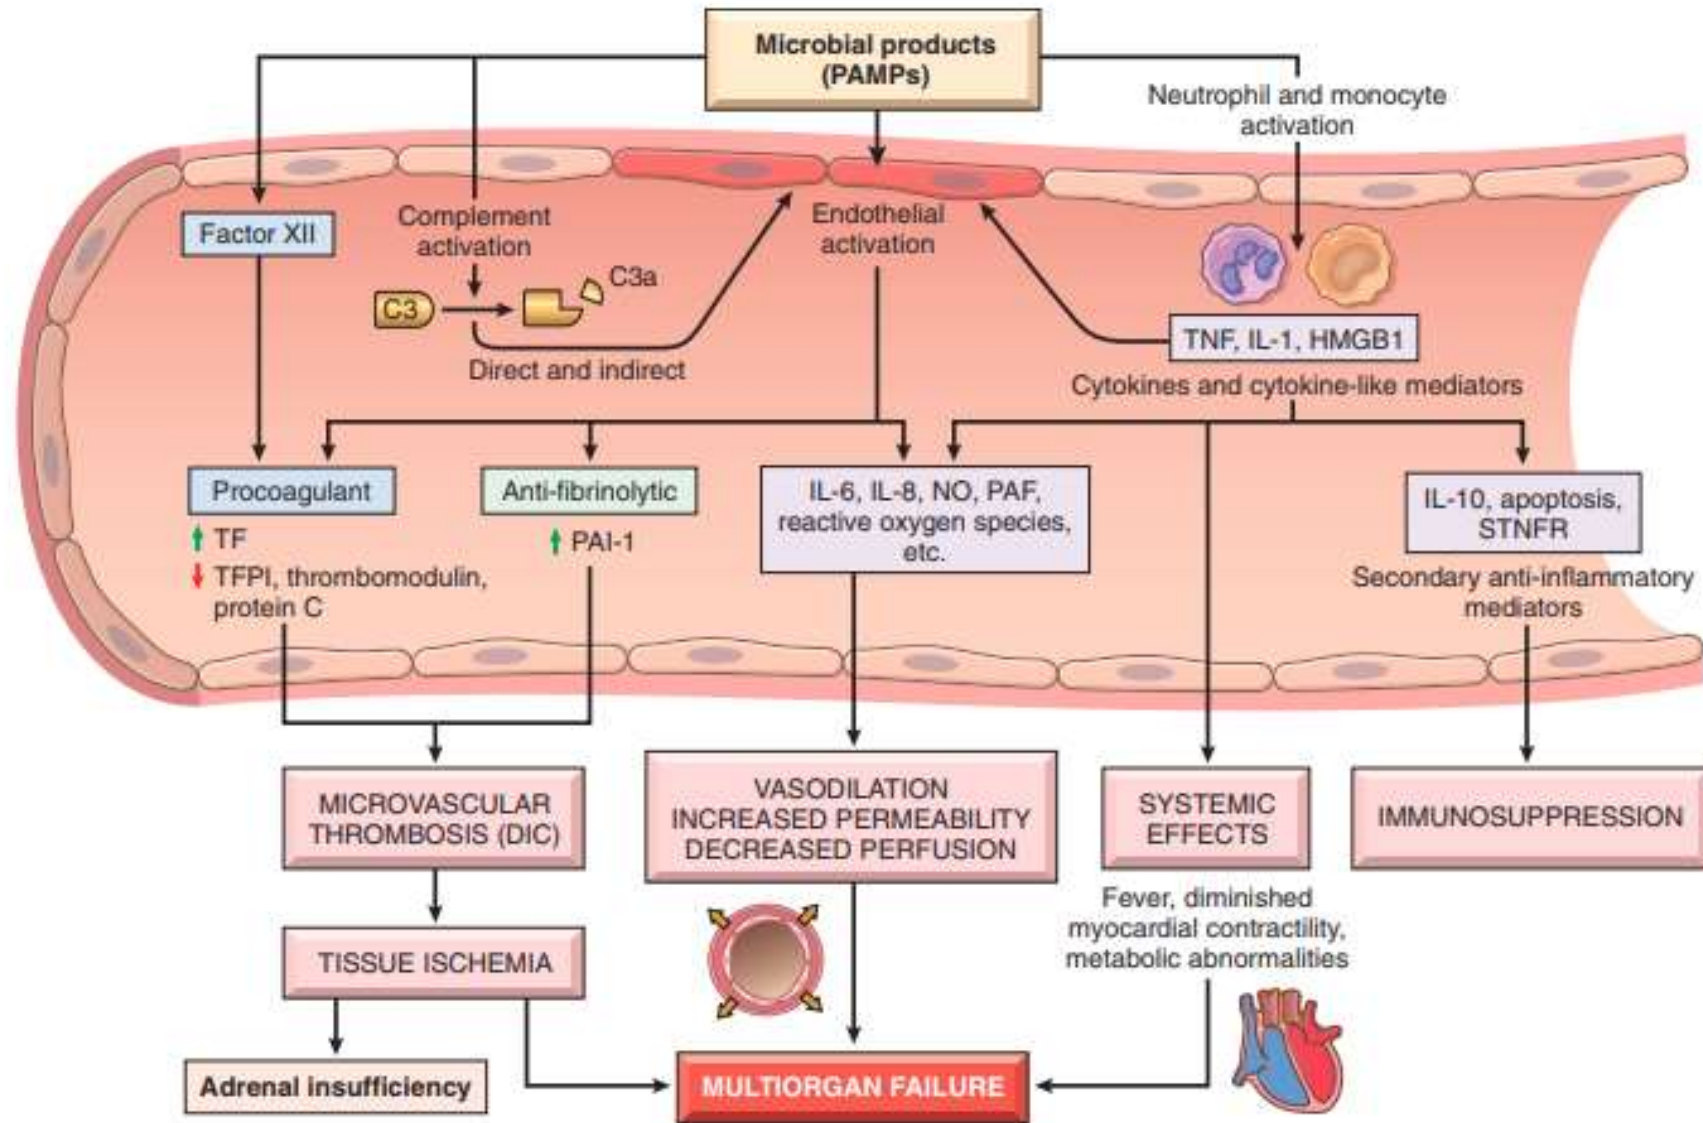 Microbial products
(PAMPs)
Neutrophil and monocyte
activation
Factor XII
Complement
activation
C3
C3a
Direct and indirect
Endothelial
activation
TNF, IL-1, HMGB1
Cytokines and cytokine-like mediators
Procoagulant
TF
TFPI, thrombomodulin,
protein C
Anti-fibrinolytic
PAI-1
IL-6, IL-8, NO, PAF,
reactive oxygen species,
etc.
IL-10, apoptosis,
STNFR
Secondary anti-inflammatory
mediators
MICROVASCULAR
THROMBOSIS (DIC)
VASODILATION
INCREASED PERMEABILITY
DECREASED PERFUSION
SYSTEMIC
EFFECTS
IMMUNOSUPPRESSION
Fever, diminished
myocardial contractility,
metabolic abnormalities
TISSUE ISCHEMIA
Adrenal insufficiency
MULTIORGAN FAILURE